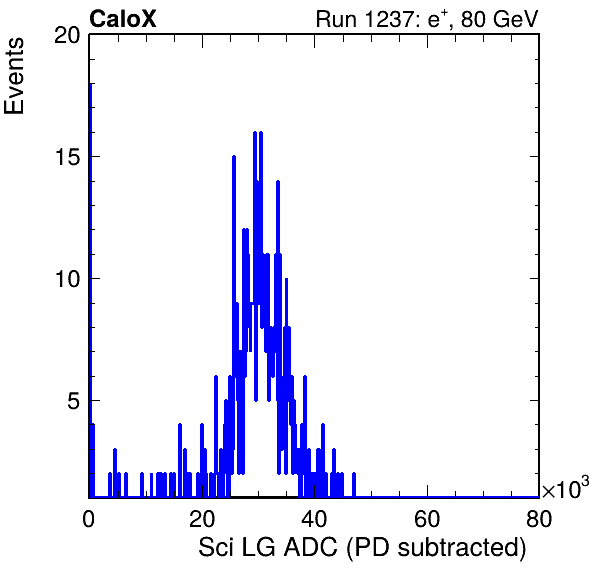 CaloX Run 1237: e⁺, 80 GeV
Events
20
15
10
5
0 20 40 60 80
×10³
Sci LG ADC (PD subtracted)